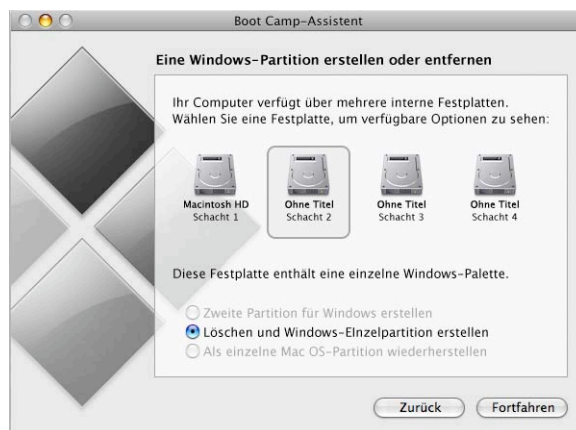 Boot Camp-Assistent
Eine Windows-Partition erstellen oder entfernen
Ihr Computer verfügt über mehrere interne Festplatten.
Wählen Sie eine Festplatte, um verfügbare Optionen zu sehen:
Macintosh HD Ohne Titel Ohne Titel Ohne Titel
Schacht 1 Schacht 2 Schacht 3 Schacht 4
Diese Festplatte enthält eine einzelne Windows-Palette.
Zweite Partition für Windows erstellen
Löschen und Windows-EInzelpartition erstellen
Als einzelne Mac OS-Partition wiederherstellen
Zurück Fortfahren